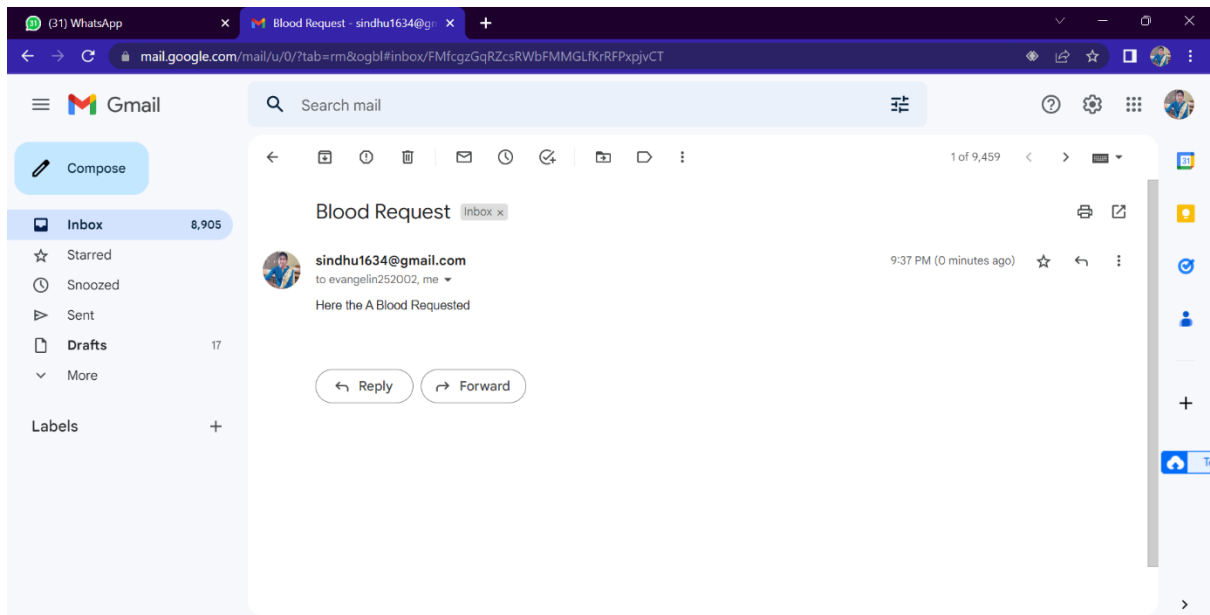 (31) WhatsApp
Blood Request - sindhu1634@gm
mail.google.com/mail/u/0/?tab=rm&ogbl#inbox/FMfcgzGqRZcsRWbFMMGLfKrRFPxpjvCT
Gmail
Search mail
Compose
1 of 9,459
31
Inbox 8,905
Starred
Snoozed
Sent
Drafts 17
More
Labels
Blood Request Inbox x
sindhu1634@gmail.com
9:37 PM (0 minutes ago)
to evangelin252002, me
Here the A Blood Requested
Reply
Forward